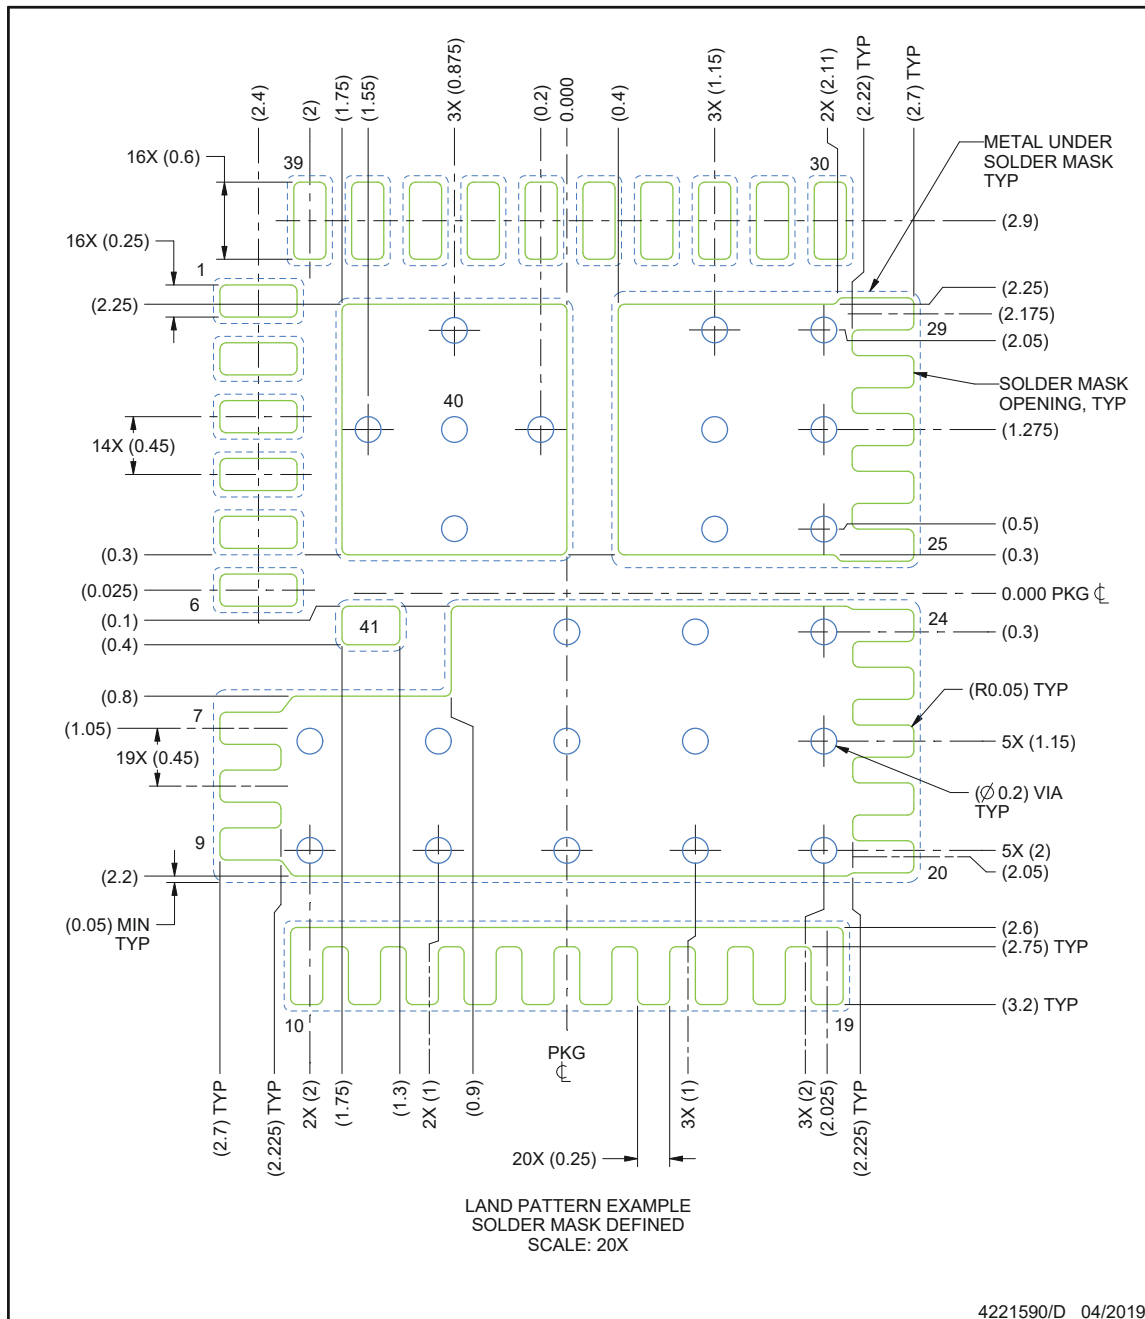 (2.4)
(2)
(1.75)
(1.55)
3X (0.875)
(0.2)
0.000
(0.4)
3X (1.15)
2X (2.11)
(2.22) TYP
(2.7) TYP
METAL UNDER
SOLDER MASK
TYP
39
30
16X (0.6)
(2.9)
16X (0.25)
1
(2.25)
(2.25)
(2.175)
29
(2.05)
SOLDER MASK
OPENING, TYP
40
(1.275)
14X (0.45)
(0.5)
25
(0.3)
(0.3)
(0.025)
0.000 PKG ℄
6
(0.1)
41
24
(0.3)
(0.4)
(R0.05) TYP
(0.8)
7
(1.05)
5X (1.15)
19X (0.45)
(Ø 0.2) VIA
TYP
9
5X (2)
(2.05)
20
(2.2)
(0.05) MIN
TYP
(2.6)
(2.75) TYP
(3.2) TYP
10
19
PKG
℄
(2.7) TYP
(2.225) TYP
2X (2)
(1.75)
(1.3)
2X (1)
(0.9)
3X (1)
3X (2)
(2.025)
(2.225) TYP
20X (0.25)
LAND PATTERN EXAMPLE
SOLDER MASK DEFINED
SCALE: 20X
4221590/D 04/2019